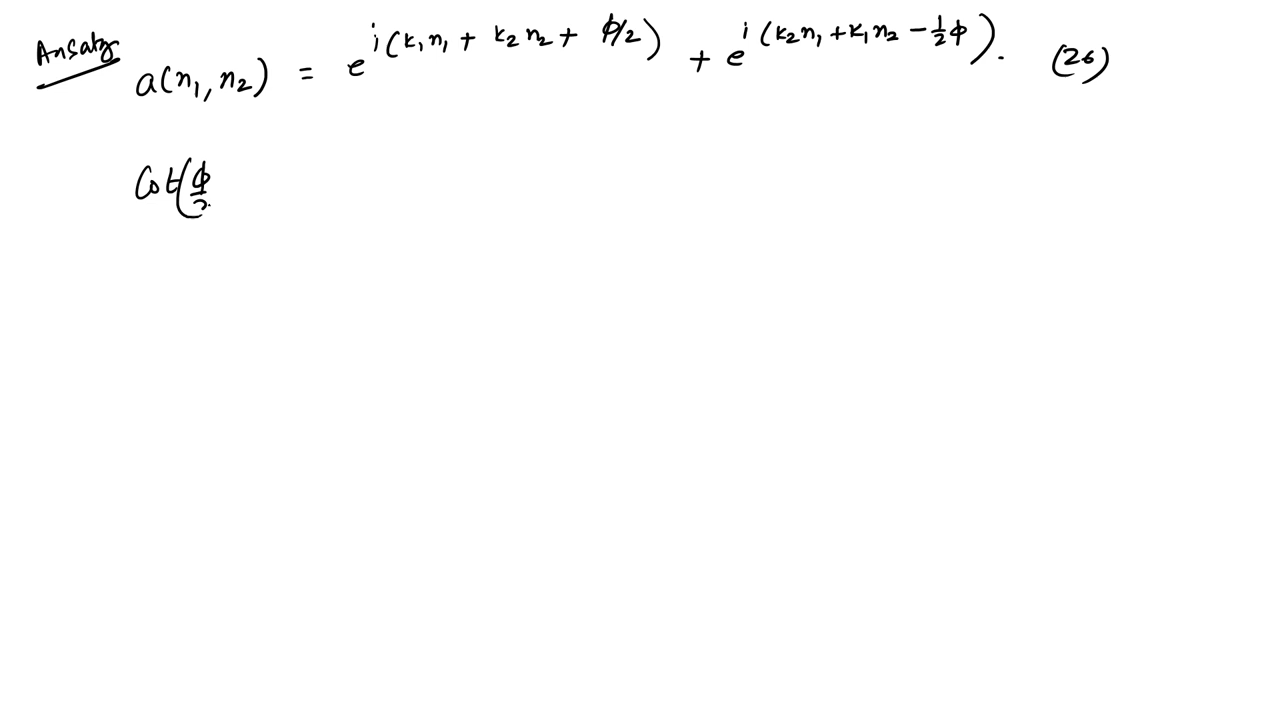 Ansatz a(n₁, n₂) = e^{i(k₁n₁ + k₂n₂ + ϕ/2)} + e^{i(k₂n₁ + k₁n₂ − ½ϕ)}. (26)
Cot(ϕ/2